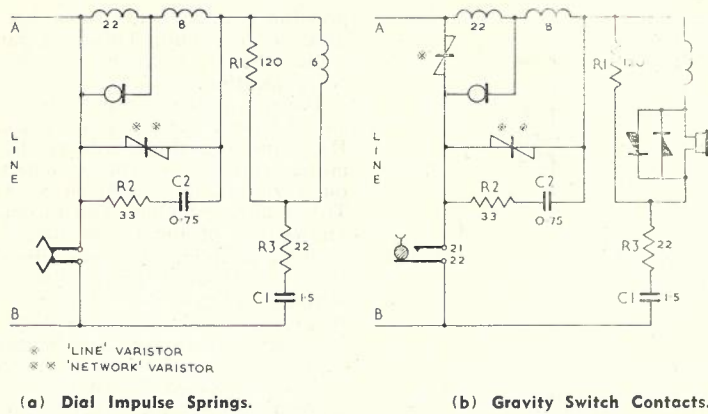 A
22
8
R1
120
6
※ ※
R2
33
C2
0·75
R3
22
C1
1·5
LINE
B
A
22
8
※
R1
※ ※
R2
33
C2
0·75
21
22
R3
22
C1
1·5
LINE
B
※ 'LINE' VARISTOR
※ ※ 'NETWORK' VARISTOR
(a) Dial Impulse Springs.
(b) Gravity Switch Contacts.